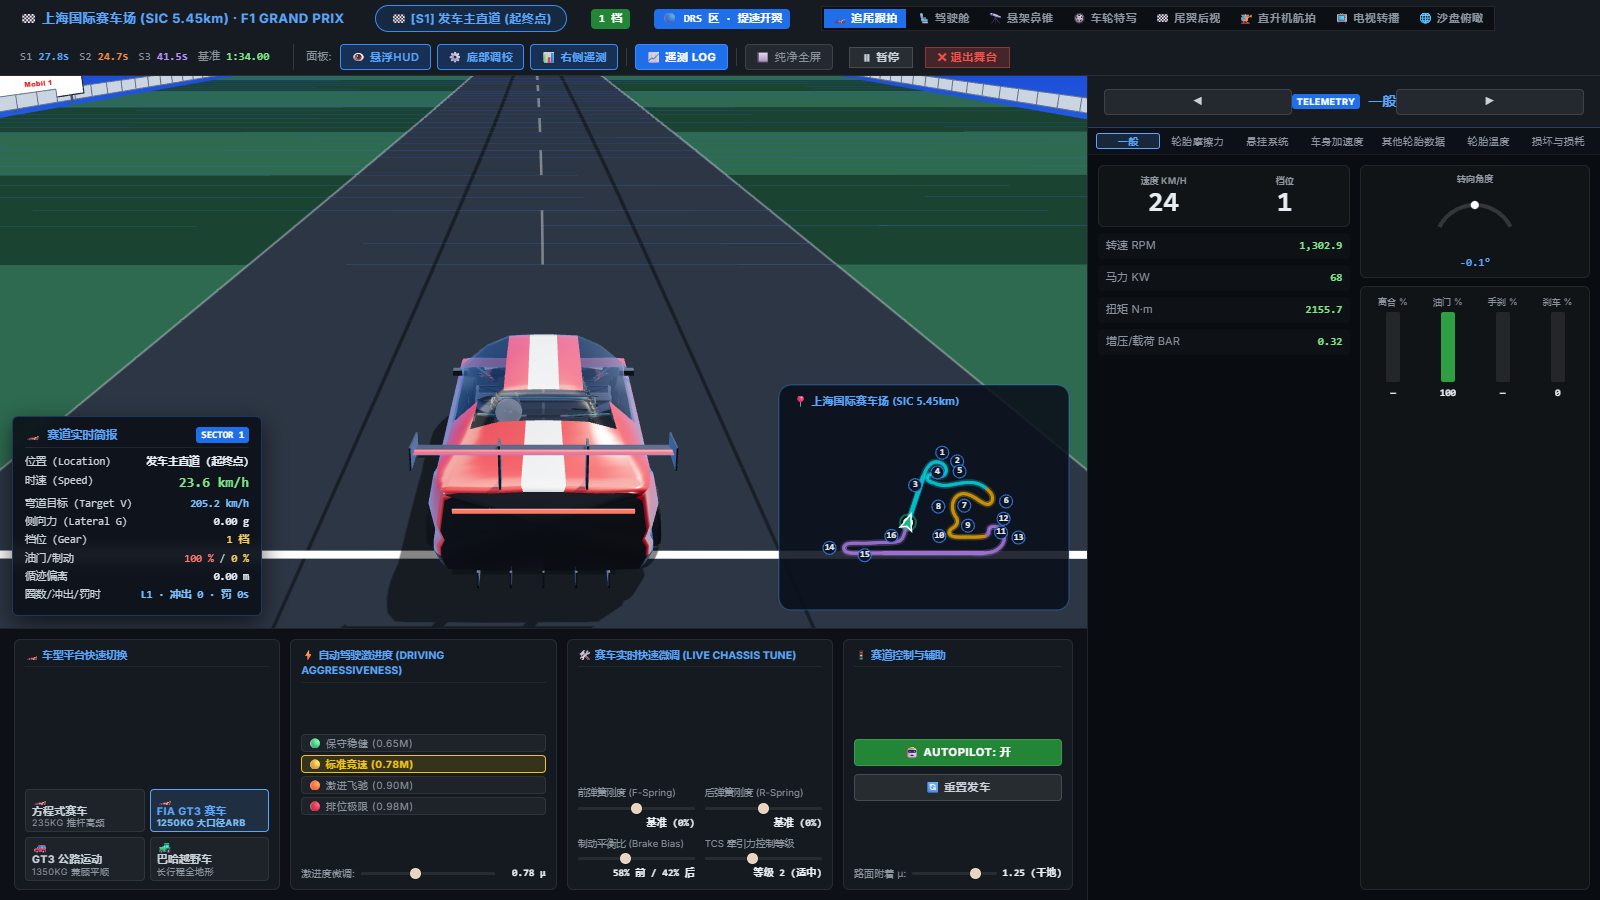 上海国际赛车场 (SIC 5.45km) · F1 GRAND PRIX
[S1] 发车主直道 (起终点)
1 档
DRS 区 · 提速开翼
追尾跟拍
驾驶舱
悬架鼻锥
车轮特写
尾翼后视
直升机航拍
电视转播
沙盘俯瞰
S1 27.8s S2 24.7s S3 41.5s 基准 1:34.00
面板:
悬浮HUD
底部调校
右侧遥测
遥测 LOG
纯净全屏
暂停
退出舞台
Mobil 1
◀
TELEMETRY 一般
▶
一般
轮胎摩擦力
悬挂系统
车身加速度
其他轮胎数据
轮胎温度
损坏与损耗
速度 KM/H
24
档位
1
转速 RPM 1,302.9
马力 KW 68
扭矩 N·m 2155.7
增压/载荷 BAR 0.32
转向角度
-0.1°
离合 % 油门 % 手刹 % 刹车 %
— 100 — 0
赛道实时简报 SECTOR 1
位置 (Location) 发车主直道 (起终点)
时速 (Speed) 23.6 km/h
弯道目标 (Target V) 205.2 km/h
侧向力 (Lateral G) 0.00 g
档位 (Gear) 1 档
油门/制动 100 % / 0 %
循迹偏离 0.00 m
圈数/冲出/罚时 L1 · 冲出 0 · 罚 0s
上海国际赛车场 (SIC 5.45km)
1
2
4
5
3
6
7
8
12
9
11
16
10
13
14
15
车型平台快速切换
方程式赛车
235KG 推杆高频
FIA GT3 赛车
1250KG 大口径ARB
GT3 公路运动
1350KG 兼顾平顺
巴哈越野车
长行程全地形
自动驾驶激进度 (DRIVING
AGGRESSIVENESS)
保守稳健 (0.65M)
标准竞速 (0.78M)
激进飞驰 (0.90M)
排位极限 (0.98M)
激进度微调: 0.78 μ
赛车实时快速微调 (LIVE CHASSIS TUNE)
前弹簧刚度 (F-Spring)
基准 (0%)
后弹簧刚度 (R-Spring)
基准 (0%)
制动平衡比 (Brake Bias)
58% 前 / 42% 后
TCS 牵引力控制等级
等级 2 (适中)
赛道控制与辅助
AUTOPILOT: 开
重置发车
路面附着 μ: 1.25 (干地)